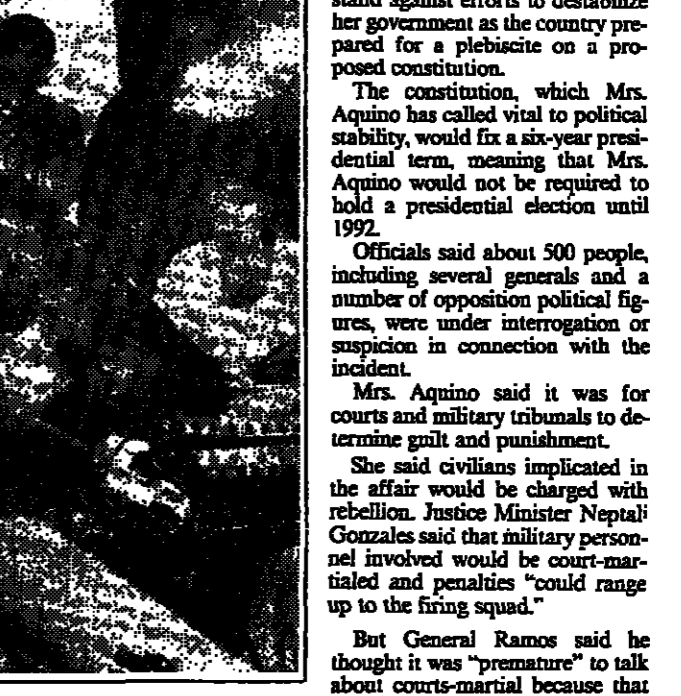 stand against efforts to destabilize
her government as the country pre-
pared for a plebiscite on a pro-
posed constitution.
The constitution, which Mrs.
Aquino has called vital to political
stability, would fix a six-year presi-
dential term, meaning that Mrs.
Aquino would not be required to
hold a presidential election until
1992.
Officials said about 500 people,
including several generals and a
number of opposition political fig-
ures, were under interrogation or
suspicion in connection with the
incident.
Mrs. Aquino said it was for
courts and military tribunals to de-
termine guilt and punishment.
She said civilians implicated in
the affair would be charged with
rebellion. Justice Minister Neptali
Gonzales said that military person-
nel involved would be court-mar-
tialed and penalties "could range
up to the firing squad."
But General Ramos said he
thought it was "premature" to talk
about courts-martial because that